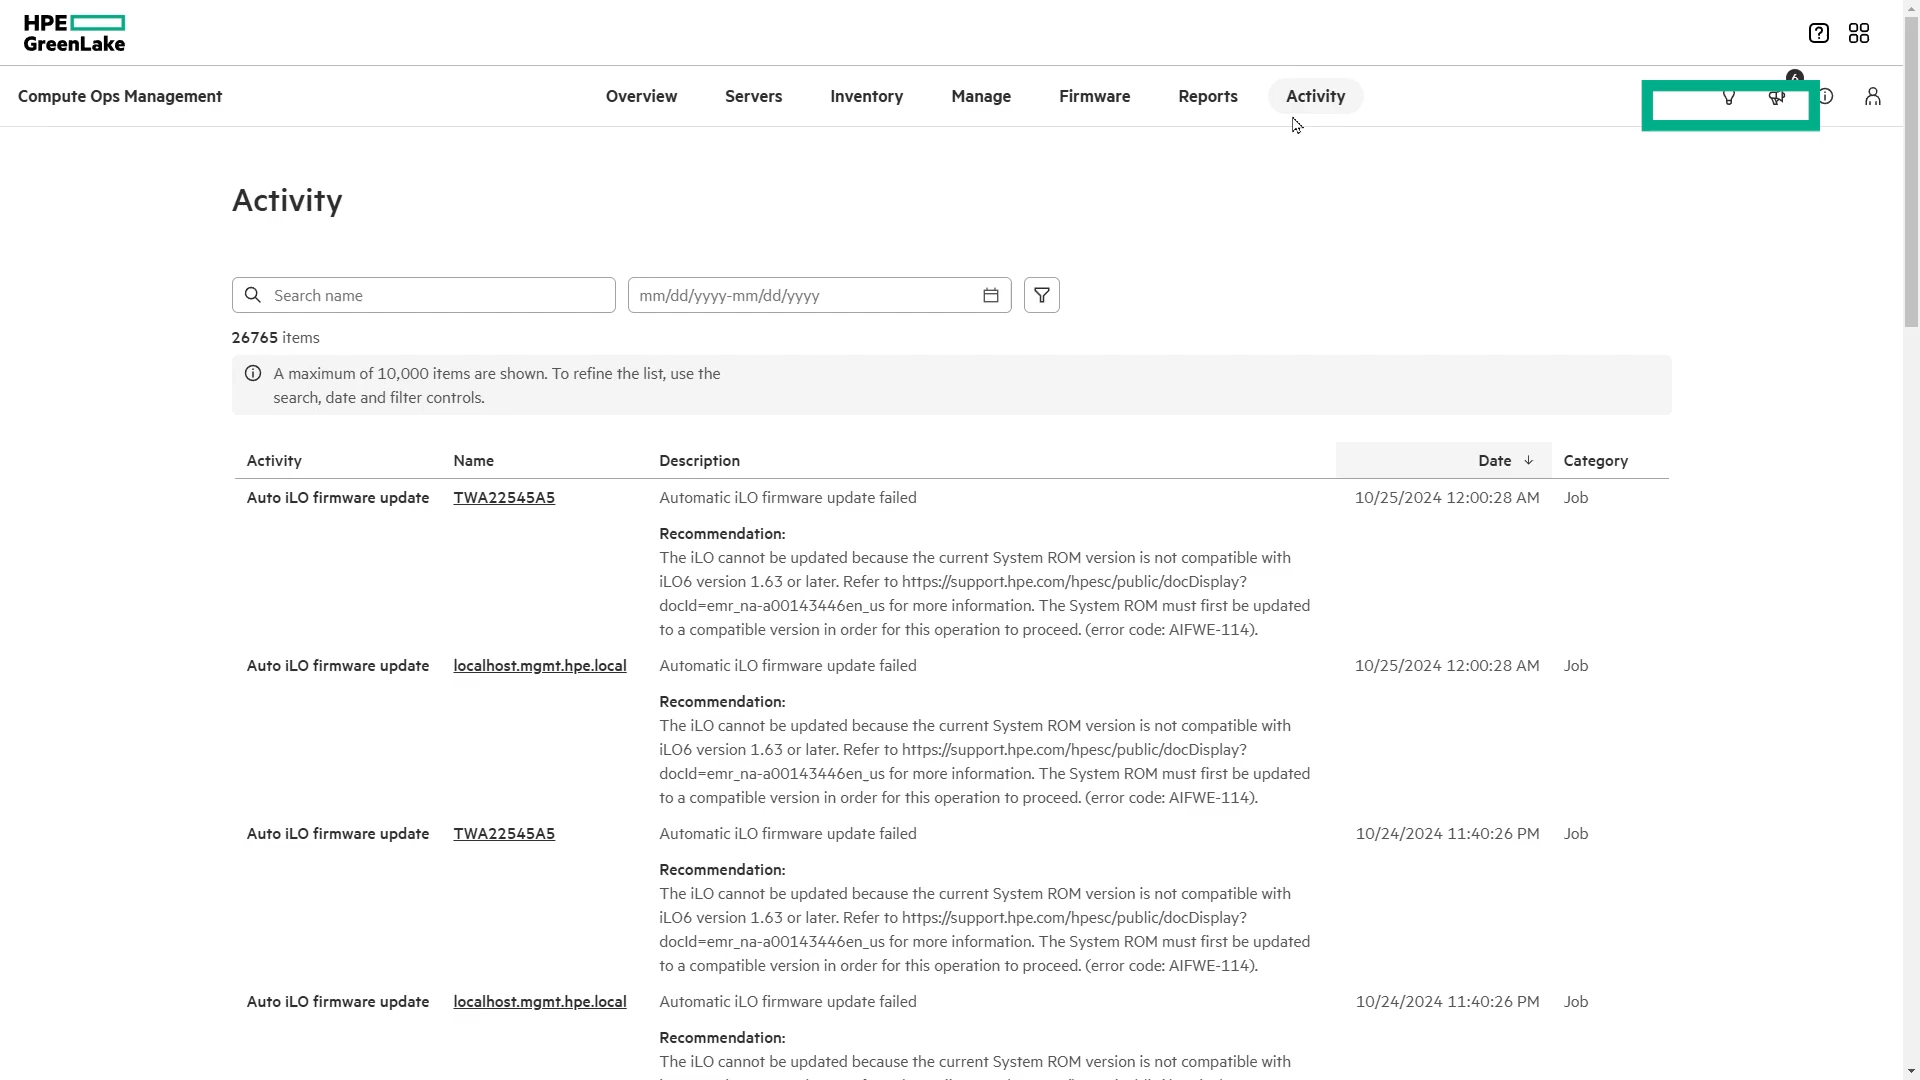 HPE
GreenLake
Compute Ops Management
Overview
Servers
Inventory
Manage
Firmware
Reports
Activity
6
Activity
Search name
mm/dd/yyyy-mm/dd/yyyy
26765 items
A maximum of 10,000 items are shown. To refine the list, use the
search, date and filter controls.
Activity
Name
Description
Date
Category
Auto iLO firmware update
TWA22545A5
Automatic iLO firmware update failed
10/25/2024 12:00:28 AM
Job
Recommendation:
The iLO cannot be updated because the current System ROM version is not compatible with
iLO6 version 1.63 or later. Refer to https://support.hpe.com/hpesc/public/docDisplay?
docId=emr_na-a00143446en_us for more information. The System ROM must first be updated
to a compatible version in order for this operation to proceed. (error code: AIFWE-114).
Auto iLO firmware update
localhost.mgmt.hpe.local
Automatic iLO firmware update failed
10/25/2024 12:00:28 AM
Job
Recommendation:
The iLO cannot be updated because the current System ROM version is not compatible with
iLO6 version 1.63 or later. Refer to https://support.hpe.com/hpesc/public/docDisplay?
docId=emr_na-a00143446en_us for more information. The System ROM must first be updated
to a compatible version in order for this operation to proceed. (error code: AIFWE-114).
Auto iLO firmware update
TWA22545A5
Automatic iLO firmware update failed
10/24/2024 11:40:26 PM
Job
Recommendation:
The iLO cannot be updated because the current System ROM version is not compatible with
iLO6 version 1.63 or later. Refer to https://support.hpe.com/hpesc/public/docDisplay?
docId=emr_na-a00143446en_us for more information. The System ROM must first be updated
to a compatible version in order for this operation to proceed. (error code: AIFWE-114).
Auto iLO firmware update
localhost.mgmt.hpe.local
Automatic iLO firmware update failed
10/24/2024 11:40:26 PM
Job
Recommendation:
The iLO cannot be updated because the current System ROM version is not compatible with